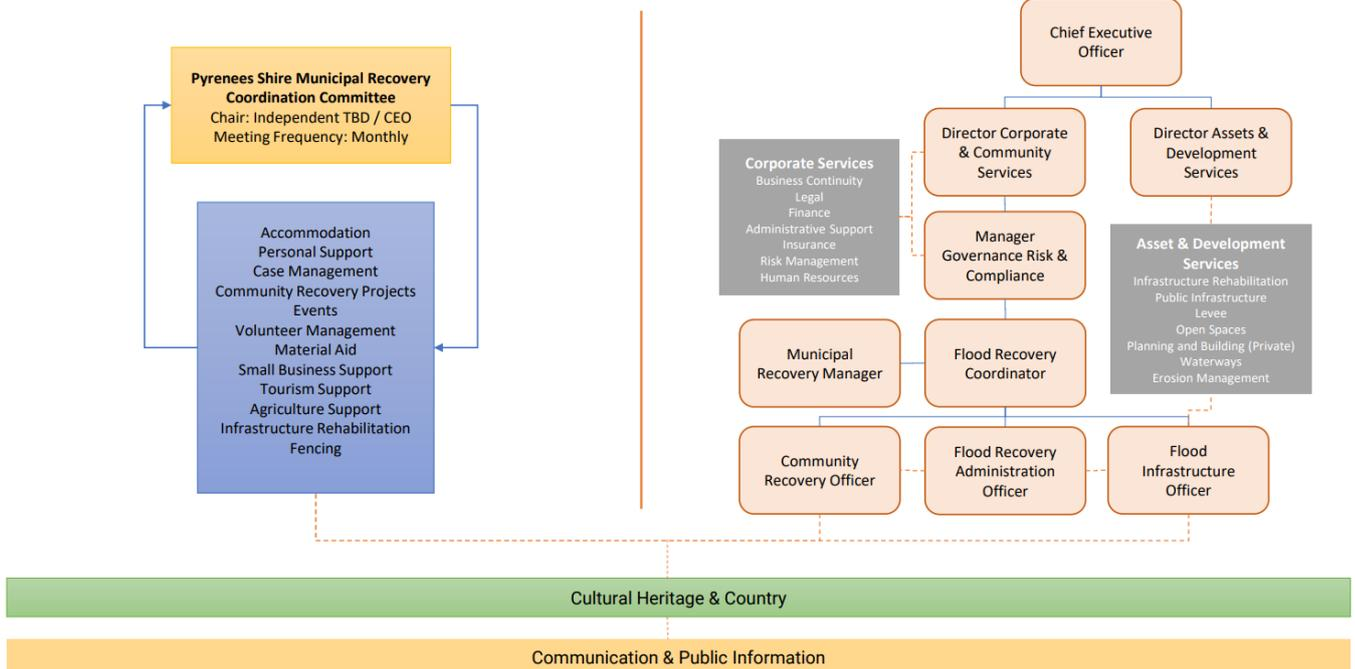 Pyrenees Shire Municipal Recovery
Coordination Committee
Chair: Independent TBD / CEO
Meeting Frequency: Monthly
Accommodation
Personal Support
Case Management
Community Recovery Projects
Events
Volunteer Management
Material Aid
Small Business Support
Tourism Support
Agriculture Support
Infrastructure Rehabilitation
Fencing
Chief Executive
Officer
Director Corporate
& Community
Services
Director Assets &
Development
Services
Corporate Services
Business Continuity
Legal
Finance
Administrative Support
Insurance
Risk Management
Human Resources
Manager
Governance Risk &
Compliance
Asset & Development
Services
Infrastructure Rehabilitation
Public Infrastructure
Levee
Open Spaces
Planning and Building (Private)
Waterways
Erosion Management
Municipal
Recovery Manager
Flood Recovery
Coordinator
Community
Recovery Officer
Flood Recovery
Administration
Officer
Flood
Infrastructure
Officer
Cultural Heritage & Country
Communication & Public Information